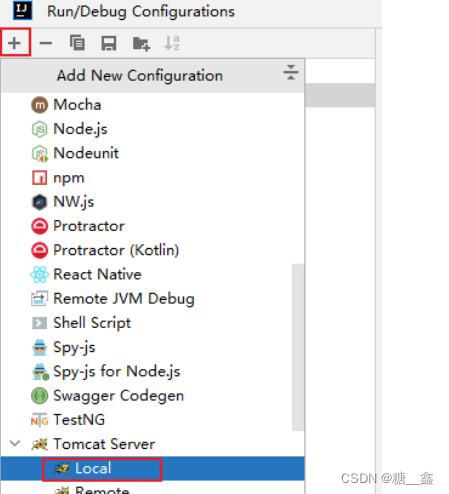 IJ
Run/Debug Configurations
Add New Configuration
Mocha
Node.js
Nodeunit
npm
NW.js
Protractor
Protractor (Kotlin)
React Native
Remote JVM Debug
Shell Script
Spy-js
Spy-js for Node.js
Swagger Codegen
TestNG
Tomcat Server
Local
Remote
CSDN @糖__鑫